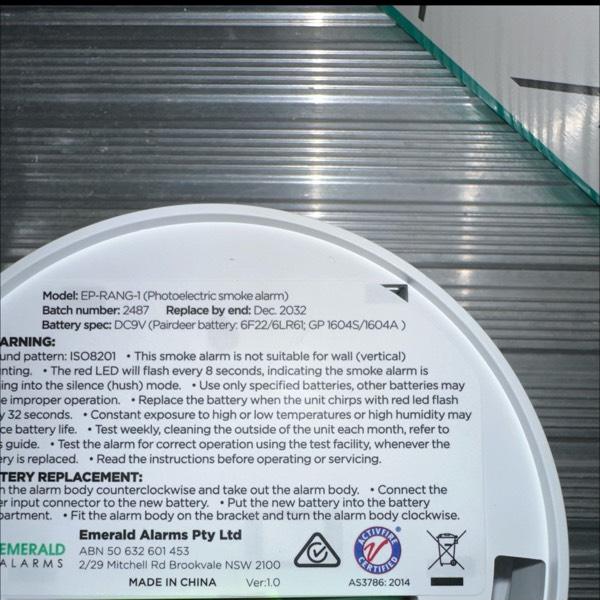 Model: EP-RANG-1 (Photoelectric smoke alarm)
Batch number: 2487 Replace by end: Dec. 2032
Battery spec: DC9V (Pairdeer battery: 6F22/6LR61; GP 1604S/1604A )
ARNING:
und pattern: ISO8201 • This smoke alarm is not suitable for wall (vertical)
nting. • The red LED will flash every 8 seconds, indicating the smoke alarm is
ing into the silence (hush) mode. • Use only specified batteries, other batteries may
e improper operation. • Replace the battery when the unit chirps with red led flash
y 32 seconds. • Constant exposure to high or low temperatures or high humidity may
ce battery life. • Test weekly, cleaning the outside of the unit each month, refer to
s guide. • Test the alarm for correct operation using the test facility, whenever the
ery is replaced. • Read the instructions before operating or servicing.
TERY REPLACEMENT:
n the alarm body counterclockwise and take out the alarm body. • Connect the
er input connector to the new battery. • Put the new battery into the battery
partment. • Fit the alarm body on the bracket and turn the alarm body clockwise.
EMERALD
ALARMS
Emerald Alarms Pty Ltd
ABN 50 632 601 453
2/29 Mitchell Rd Brookvale NSW 2100
MADE IN CHINA Ver:1.0
ACTIVFIRE
CERTIFIED
AS3786: 2014